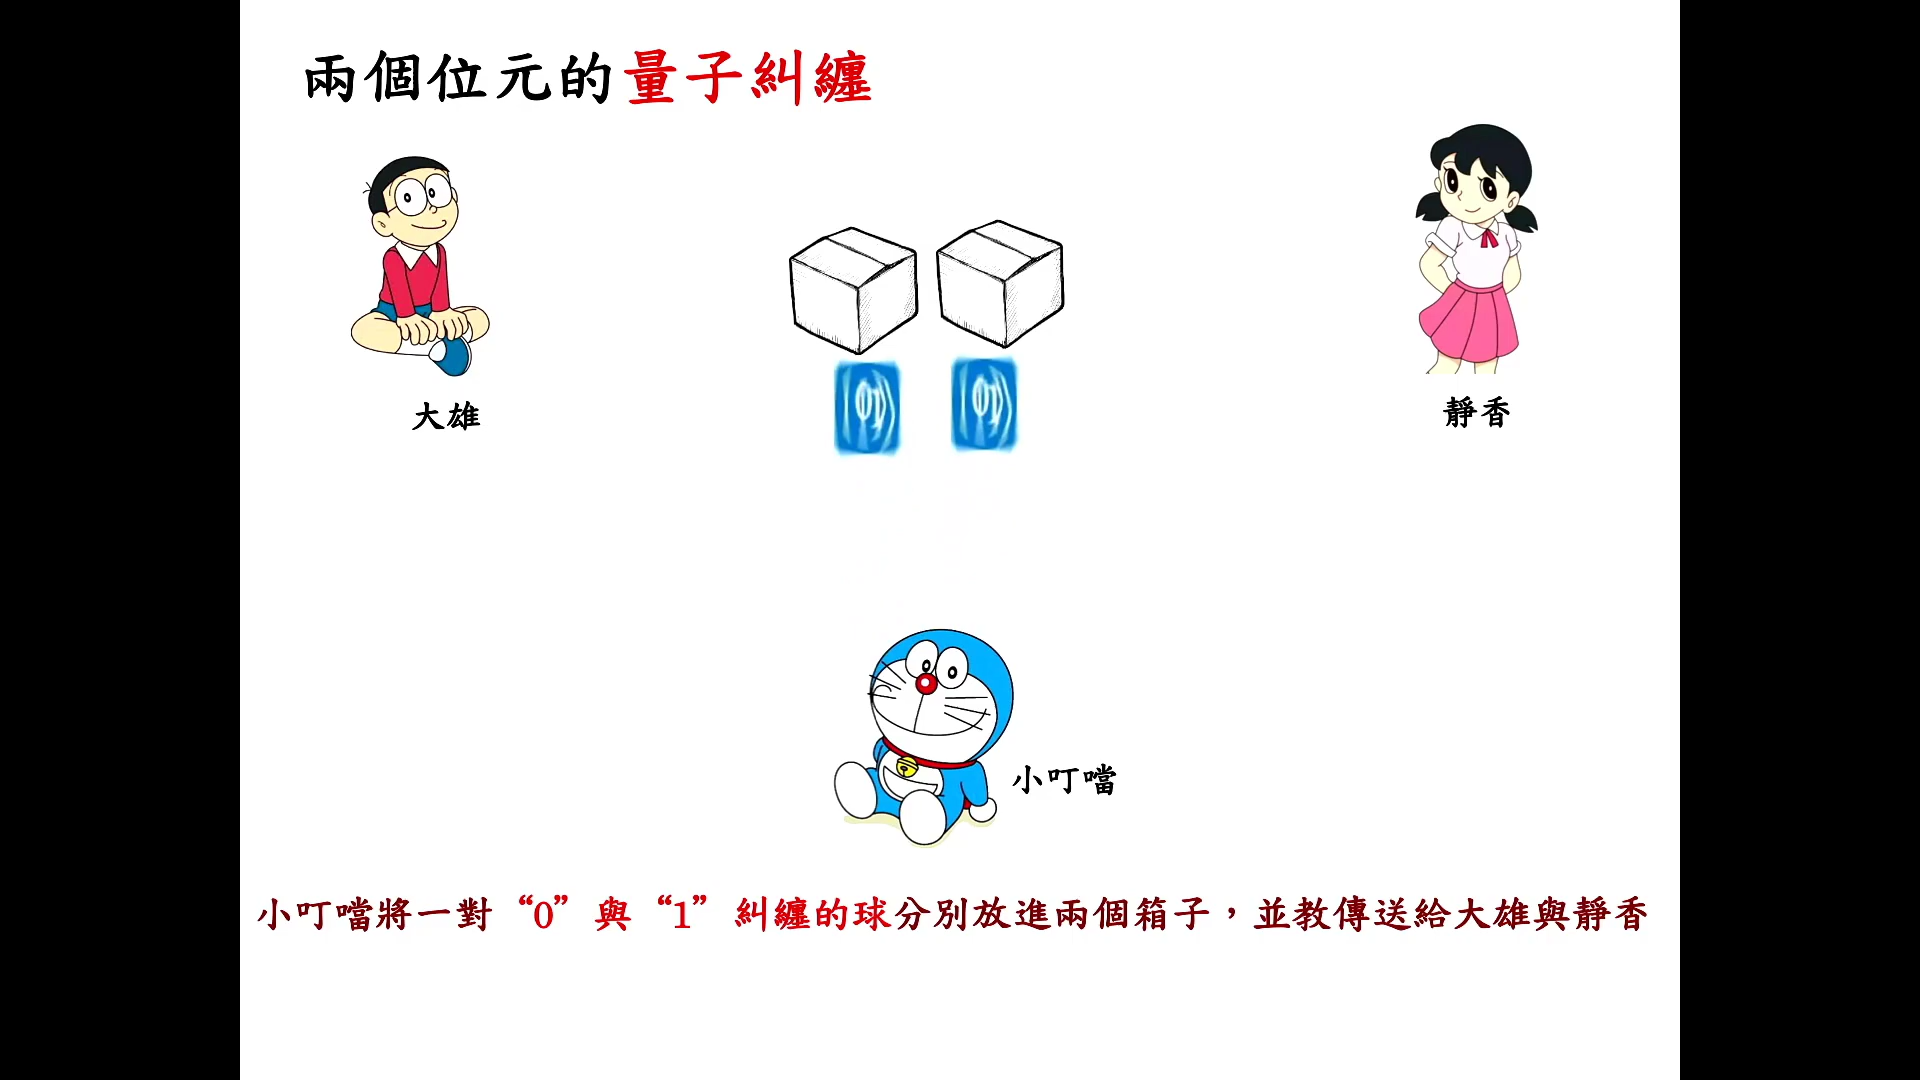 兩個位元的量子糾纏
大雄
靜香
小叮噹
小叮噹將一對“0”與“1”糾纏的球分別放進兩個箱子，並教傳送給大雄與靜香